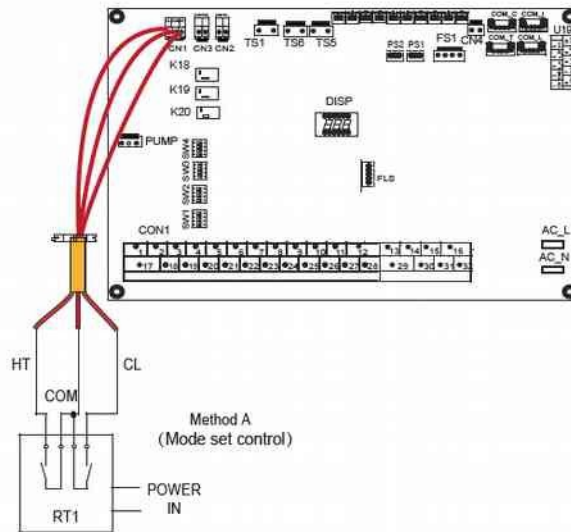 COM_C COM_I
U19
CN1 CN3 CN2
TS1 TS6 TS5
PS2 PS1
FS1
CN4
COM_T COM_L
K18
K19
K20
DISP
PUMP
SW4
SW3
SW2
SW1
FLS
CON1
1 2 3 4 5 6 7 8 9 10 11 12 13 14 15 16
17 18 19 20 21 22 23 24 25 26 27 28 29 30 31 32
AC_L
AC_N
HT
CL
COM
Method A
(Mode set control)
POWER
IN
RT1